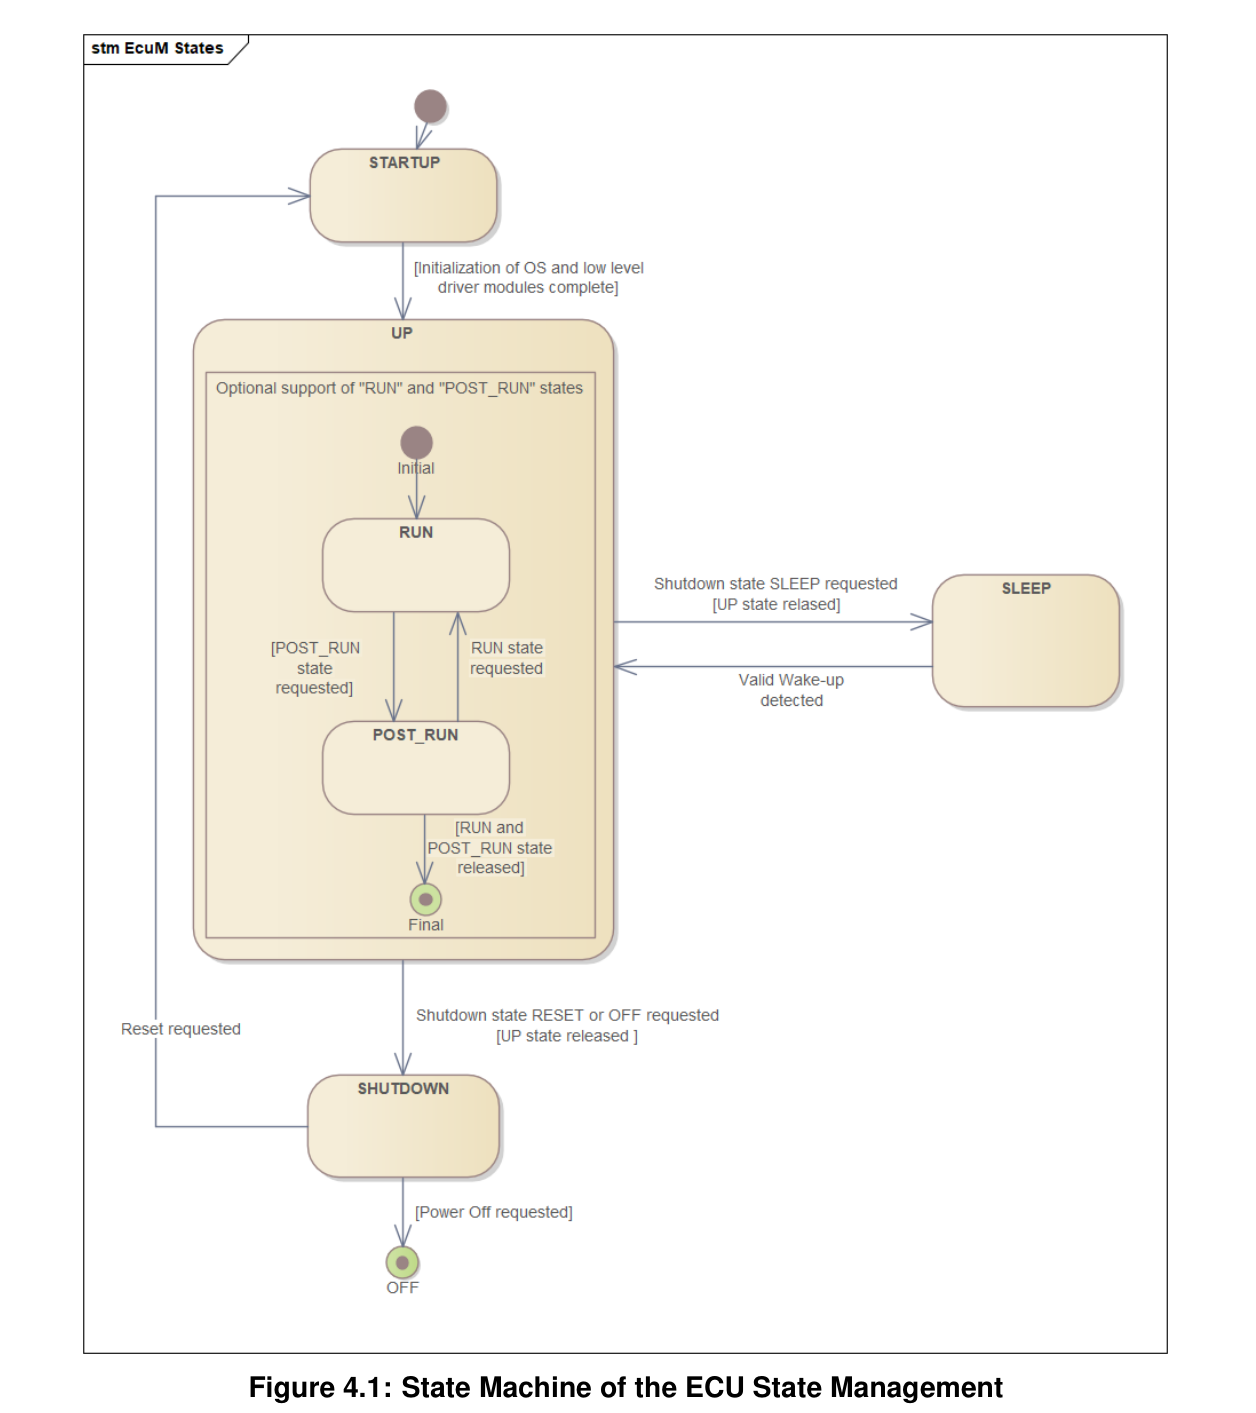 stm EcuM States
STARTUP
[Initialization of OS and low level
driver modules complete]
UP
Optional support of "RUN" and "POST_RUN" states
Initial
RUN
[POST_RUN
state
requested]
RUN state
requested
POST_RUN
[RUN and
POST_RUN state
released]
Final
Shutdown state SLEEP requested
[UP state relased]
SLEEP
Valid Wake-up
detected
Shutdown state RESET or OFF requested
[UP state released ]
Reset requested
SHUTDOWN
[Power Off requested]
OFF
Figure 4.1: State Machine of the ECU State Management